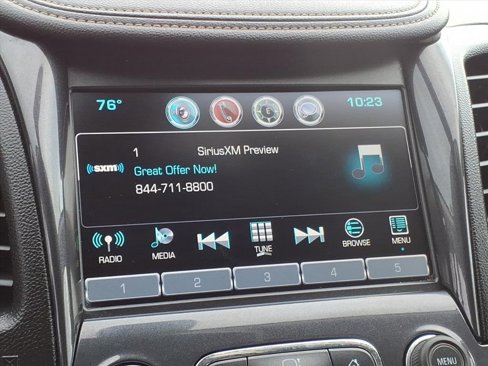 76° 10:23
1 SiriusXM Preview
sxm Great Offer Now!
844-711-8800
RADIO MEDIA TUNE BROWSE MENU
1 2 3 4 5
MENU